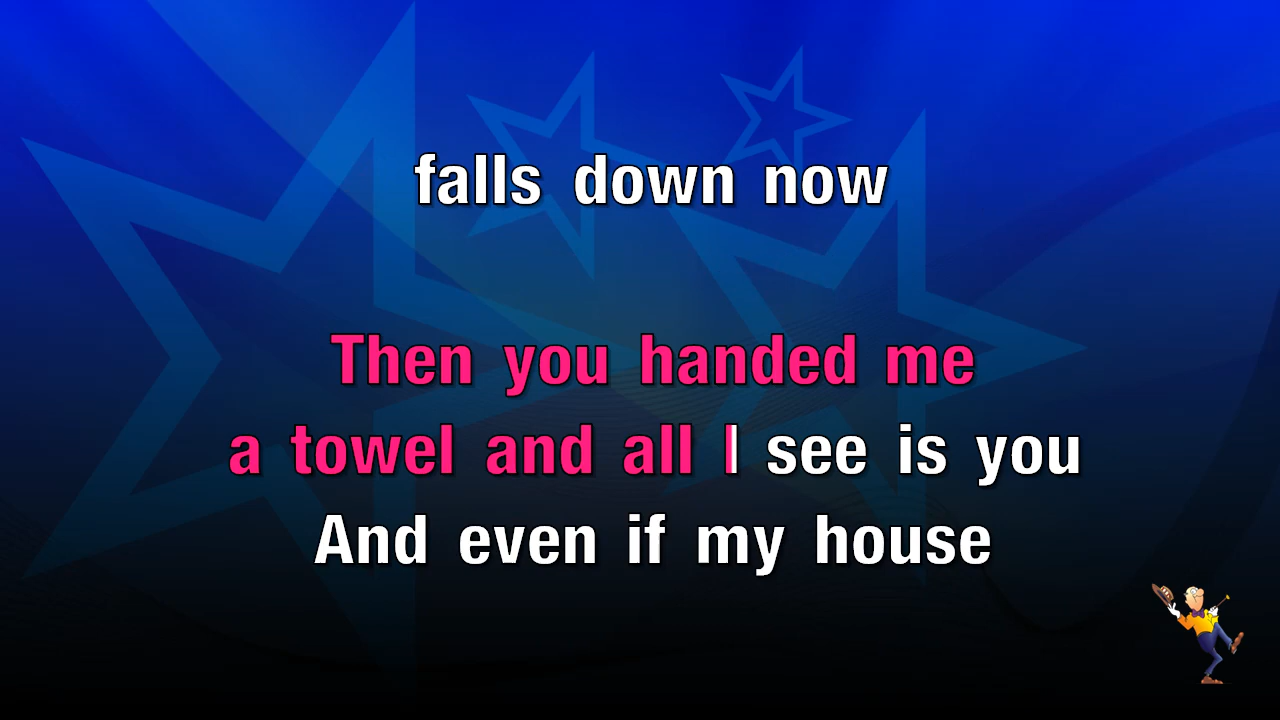 falls down now
Then you handed me
a towel and all I see is you
And even if my house